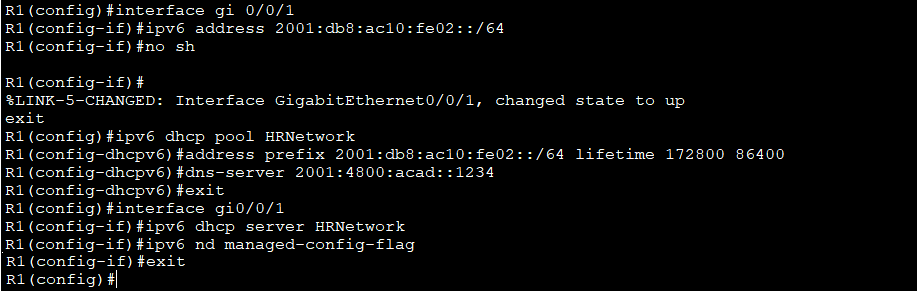 R1(config)#interface gi 0/0/1
R1(config-if)#ipv6 address 2001:db8:ac10:fe02::/64
R1(config-if)#no sh
R1(config-if)#
%LINK-5-CHANGED: Interface GigabitEthernet0/0/1, changed state to up
exit
R1(config)#ipv6 dhcp pool HRNetwork
R1(config-dhcpv6)#address prefix 2001:db8:ac10:fe02::/64 lifetime 172800 86400
R1(config-dhcpv6)#dns-server 2001:4800:acad::1234
R1(config-dhcpv6)#exit
R1(config)#interface gi0/0/1
R1(config-if)#ipv6 dhcp server HRNetwork
R1(config-if)#ipv6 nd managed-config-flag
R1(config-if)#exit
R1(config)#